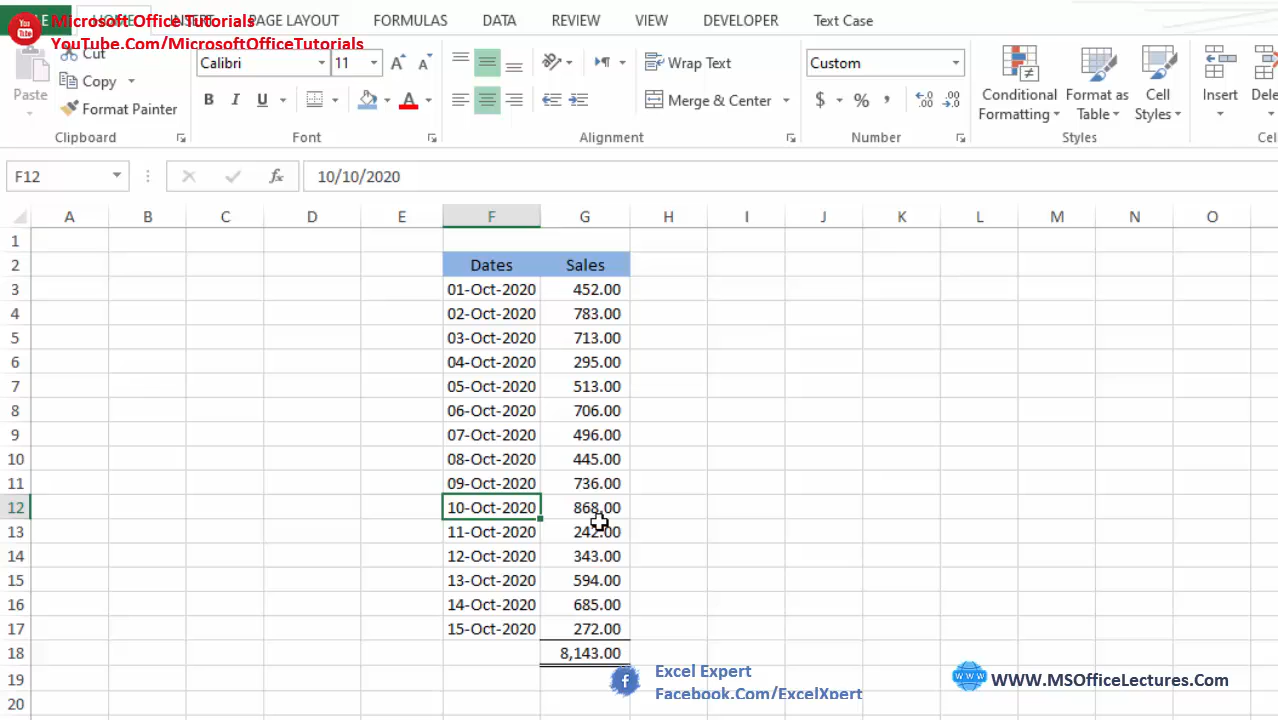 Microsoft Office Tutorials
YouTube.Com/MicrosoftOfficeTutorials
PAGE LAYOUT FORMULAS DATA REVIEW VIEW DEVELOPER Text Case
You Tube
Paste
Cut
Copy
Format Painter
Clipboard
Calibri 11
B I U
Font
Wrap Text
Merge & Center
Alignment
Custom
$ % ,
Number
Conditional Formatting
Format as Table
Cell Styles
Styles
Insert
F12 fx 10/10/2020
A B C D E F G H I J K L M N O
1
2 Dates Sales
3 01-Oct-2020 452.00
4 02-Oct-2020 783.00
5 03-Oct-2020 713.00
6 04-Oct-2020 295.00
7 05-Oct-2020 513.00
8 06-Oct-2020 706.00
9 07-Oct-2020 496.00
10 08-Oct-2020 445.00
11 09-Oct-2020 736.00
12 10-Oct-2020 868.00
13 11-Oct-2020 242.00
14 12-Oct-2020 343.00
15 13-Oct-2020 594.00
16 14-Oct-2020 685.00
17 15-Oct-2020 272.00
18 8,143.00
19
20
Excel Expert
Facebook.Com/ExcelXpert
WWW.MSOfficeLectures.Com